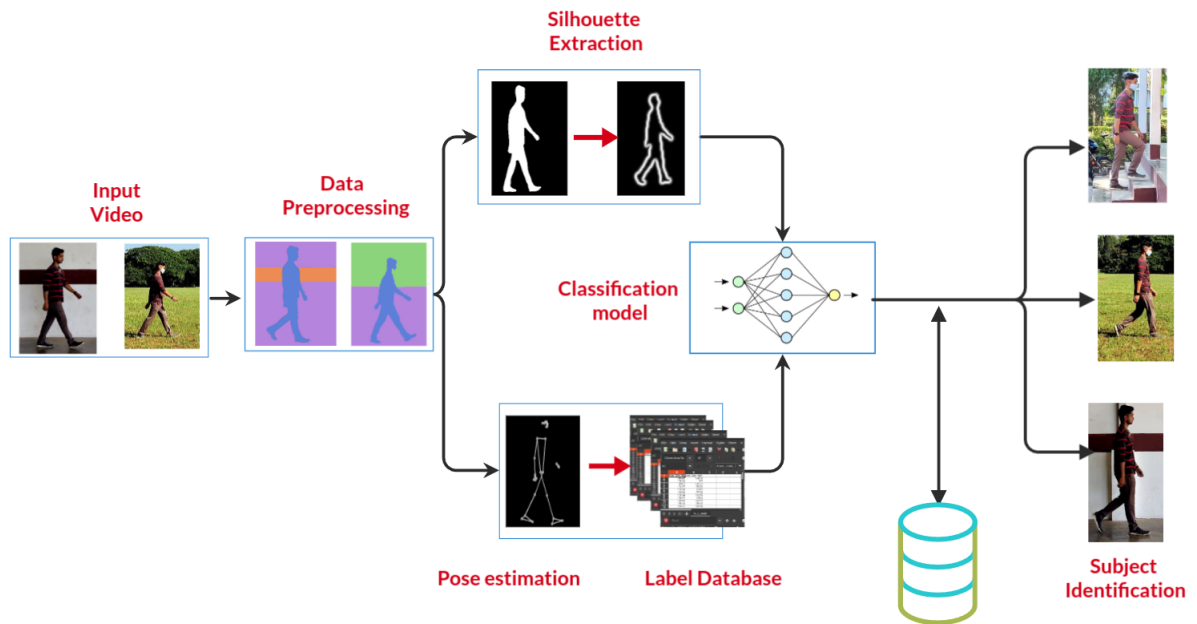 Silhouette
Extraction
Input
Video
Data
Preprocessing
Classification
model
Pose estimation
Label Database
Subject
Identification